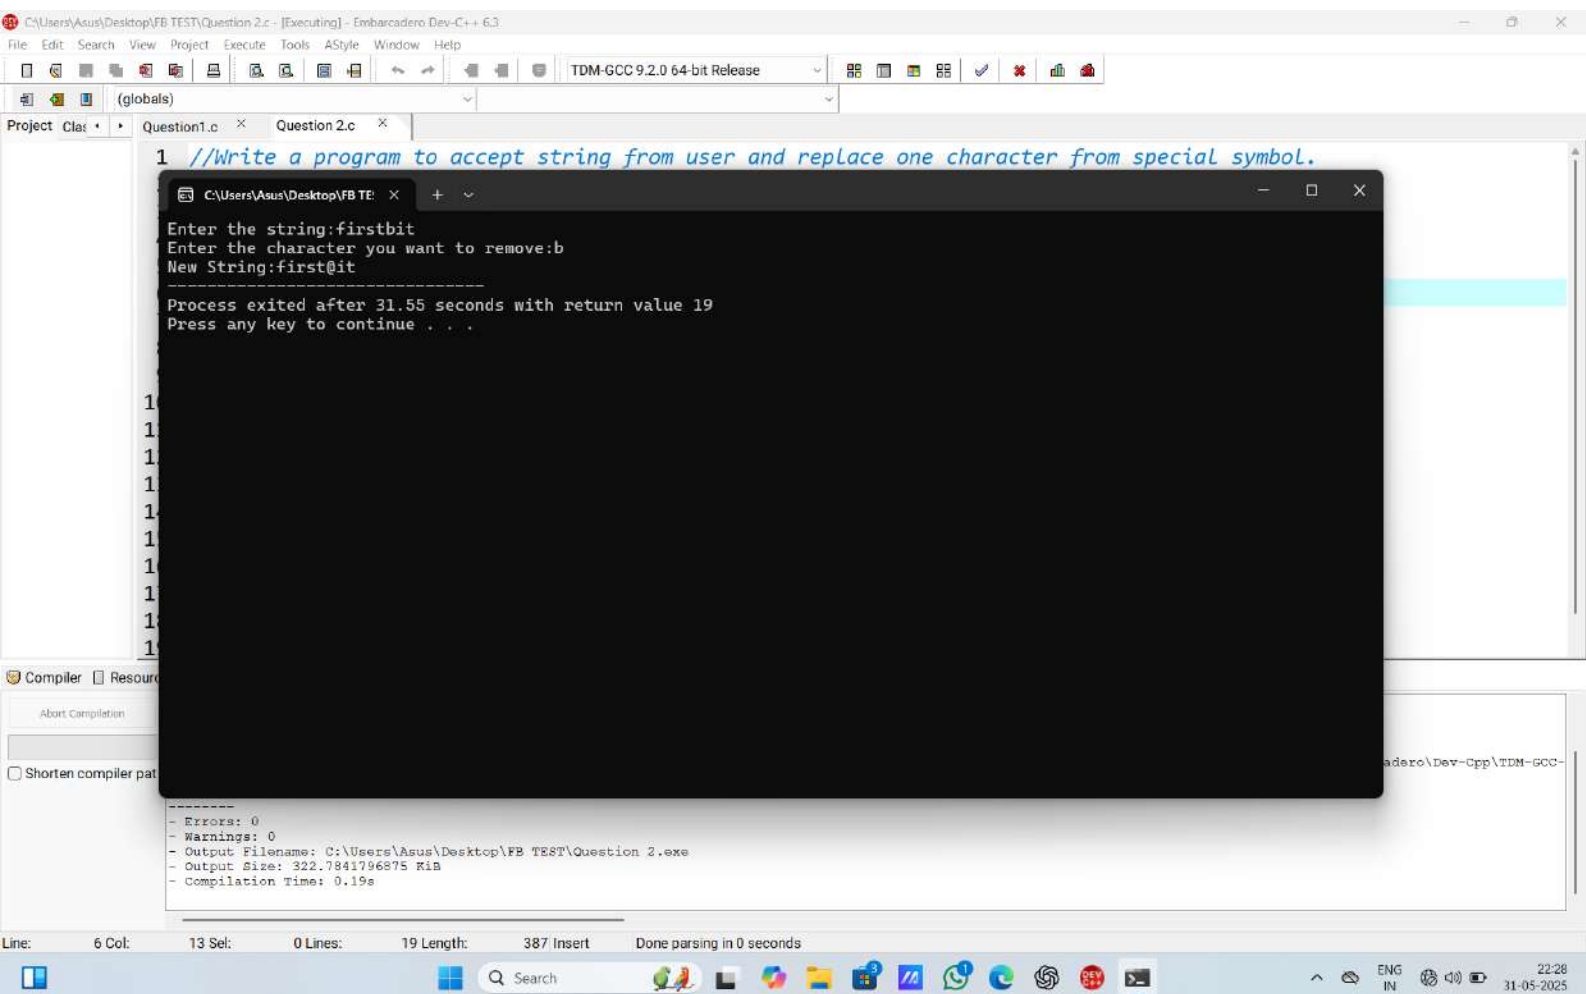 C:\Users\Asus\Desktop\FB TEST\Question 2.c - [Executing] - Embarcadero Dev-C++ 6.3
File Edit Search View Project Execute Tools AStyle Window Help
TDM-GCC 9.2.0 64-bit Release
(globals)
Project Question1.c Question 2.c
1 //Write a program to accept string from user and replace one character from special symbol.
C:\Users\Asus\Desktop\FB TE
Enter the string:firstbit
Enter the character you want to remove:b
New String:first@it
--------------------------------
Process exited after 31.55 seconds with return value 19
Press any key to continue . . .
Compiler
Abort Compilation
Shorten compiler pat
adero\Dev-Cpp\TDM-GCC-
--------
- Errors: 0
- Warnings: 0
- Output Filename: C:\Users\Asus\Desktop\FB TEST\Question 2.exe
- Output Size: 322.7841796875 KiB
- Compilation Time: 0.19s
Line: 6 Col: 13 Sel: 0 Lines: 19 Length: 387 Insert Done parsing in 0 seconds
Search
3
1
ENG
IN
22:28
31-05-2025